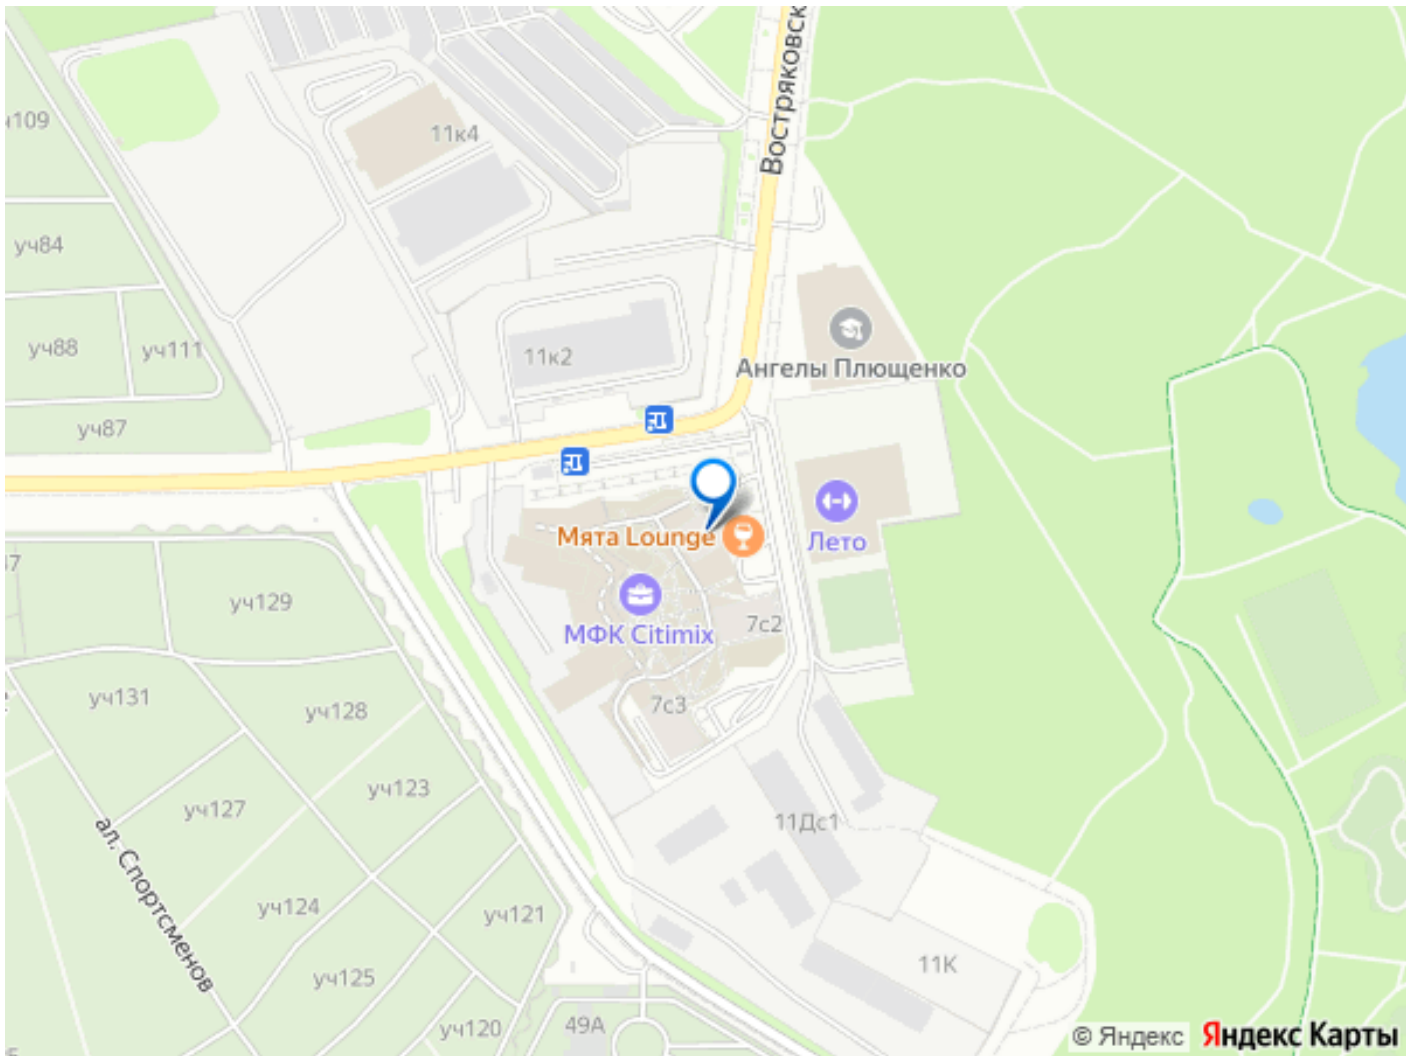 Востряковск
ч109
11к4
уч84
уч88
уч111
11к2
Ангелы Плющенко
уч87
Мята Lounge
Лето
уч129
МФК Citimix
7с2
уч131
уч128
7с3
уч123
уч127
11Дс1
ал. Спортсменов
уч124
уч121
уч125
11К
уч120
49А
© Яндекс Яндекс Карты